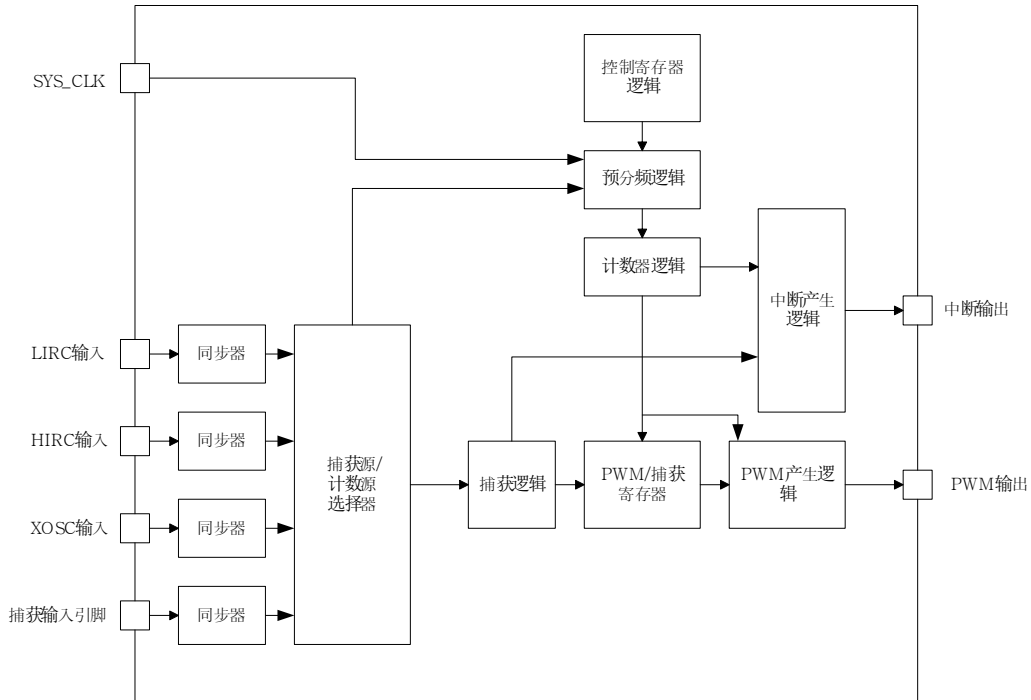 控制寄存器
逻辑
SYS_CLK
预分频逻辑
计数器逻辑
中断产生
逻辑
中断输出
LIRC输入
同步器
HIRC输入
同步器
捕获源/
计数源
选择器
捕获逻辑
PWM/捕获
寄存器
PWM产生逻
辑
PWM输出
XOSC输入
同步器
捕获输入引脚
同步器